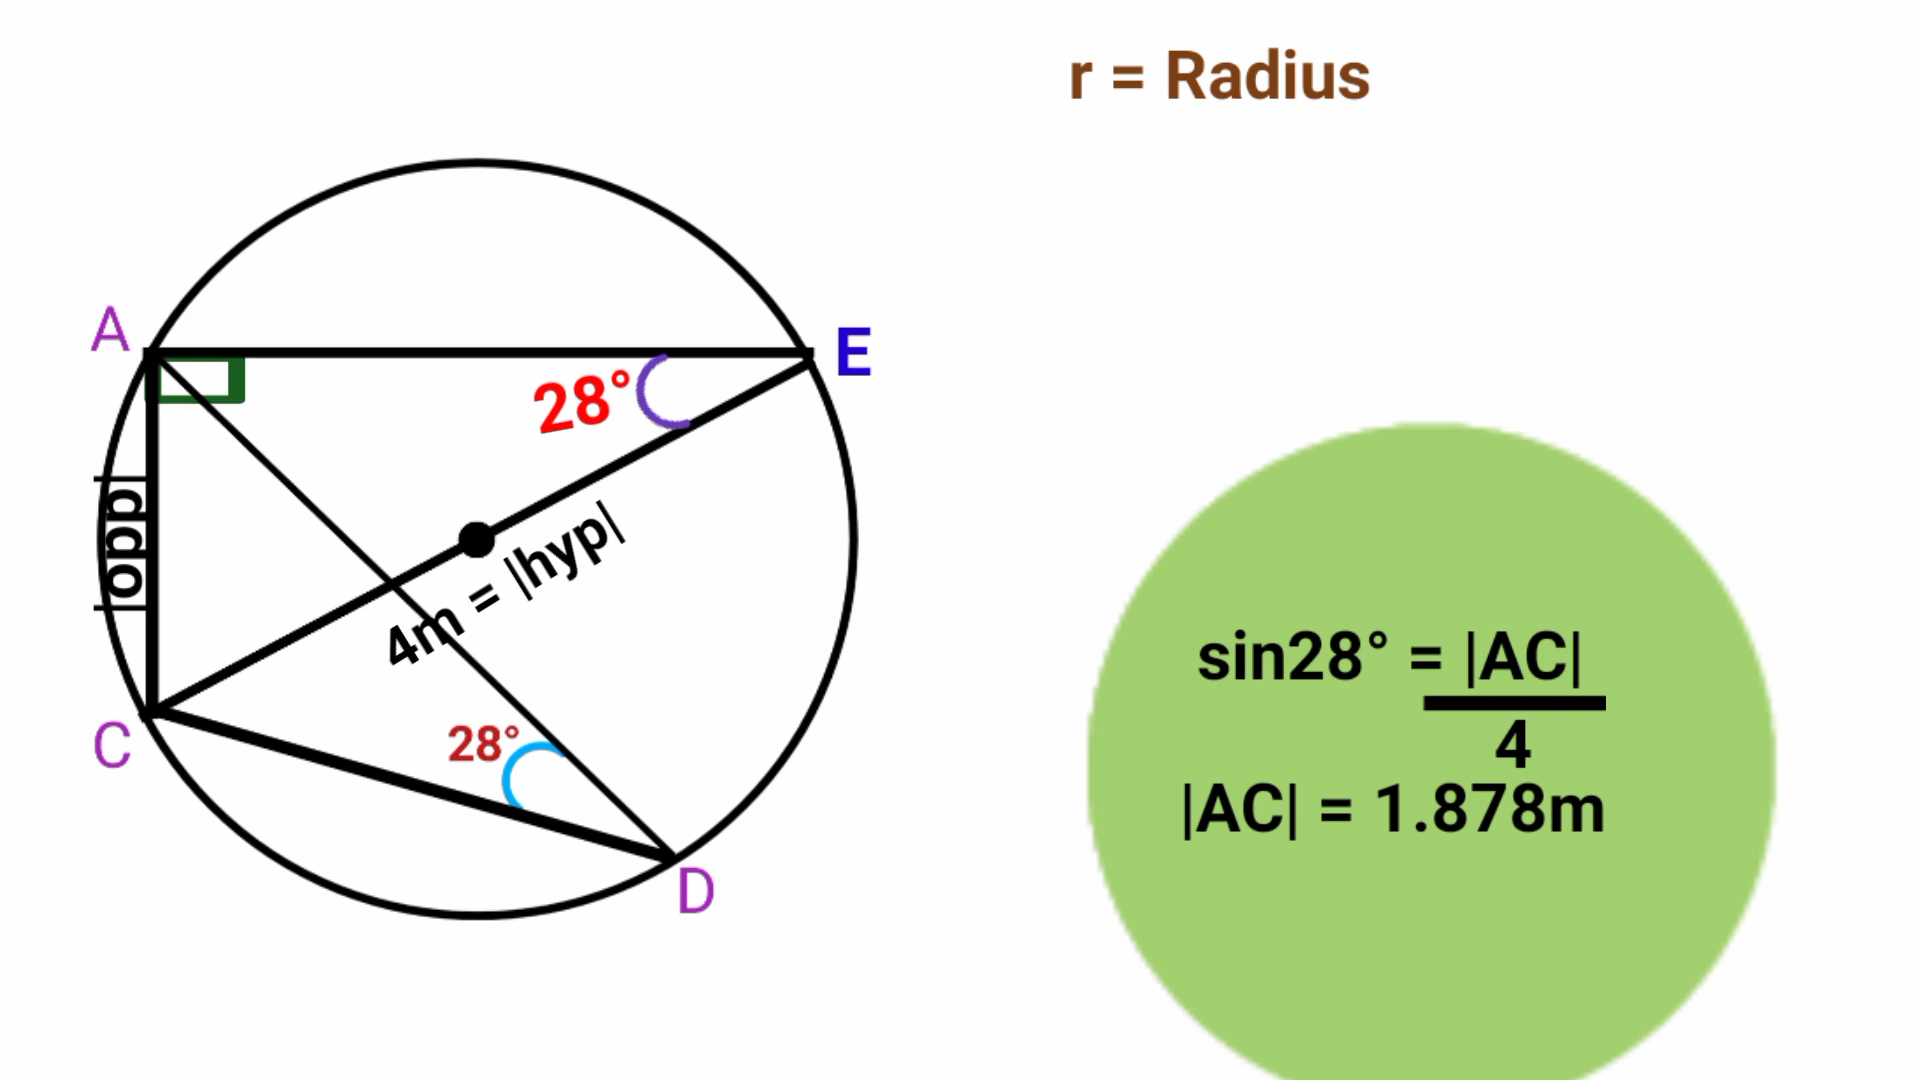 r = Radius
A
E
28°
|opp|
4m = |hyp|
28°
C
D
sin28° = |AC|
4
|AC| = 1.878m